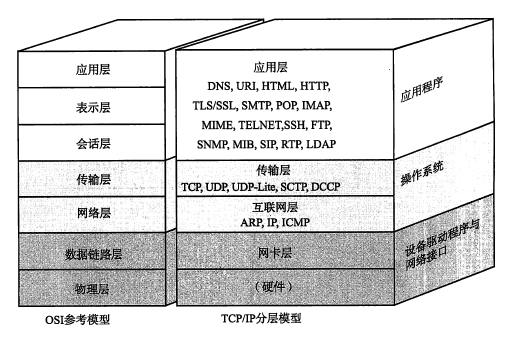 应用层
表示层
会话层
传输层
网络层
数据链路层
物理层
OSI参考模型
应用层
DNS, URI, HTML, HTTP,
TLS/SSL, SMTP, POP, IMAP,
MIME, TELNET,SSH, FTP,
SNMP, MIB, SIP, RTP, LDAP
传输层
TCP, UDP, UDP-Lite, SCTP, DCCP
互联网层
ARP, IP, ICMP
网卡层
（硬件）
TCP/IP分层模型
应用程序
操作系统
设备驱动程序与
网络接口